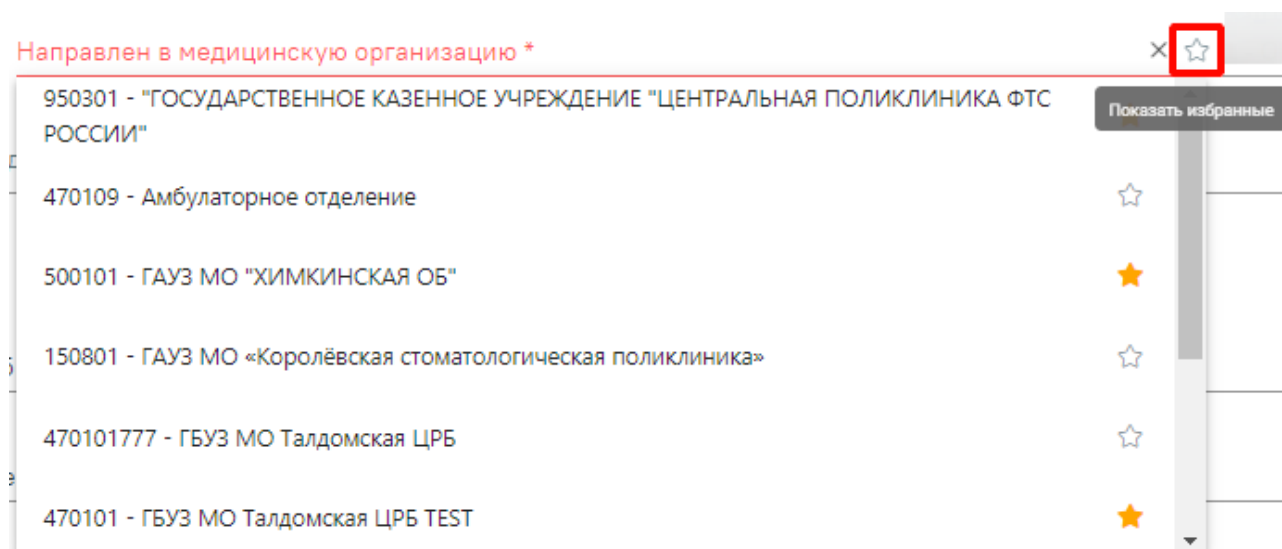 Направлен в медицинскую организацию *
950301 - "ГОСУДАРСТВЕННОЕ КАЗЕННОЕ УЧРЕЖДЕНИЕ "ЦЕНТРАЛЬНАЯ ПОЛИКЛИНИКА ФТС
РОССИИ"
Показать избранные
470109 - Амбулаторное отделение
500101 - ГАУЗ МО "ХИМКИНСКАЯ ОБ"
150801 - ГАУЗ МО «Королёвская стоматологическая поликлиника»
470101777 - ГБУЗ МО Талдомская ЦРБ
470101 - ГБУЗ МО Талдомская ЦРБ TEST